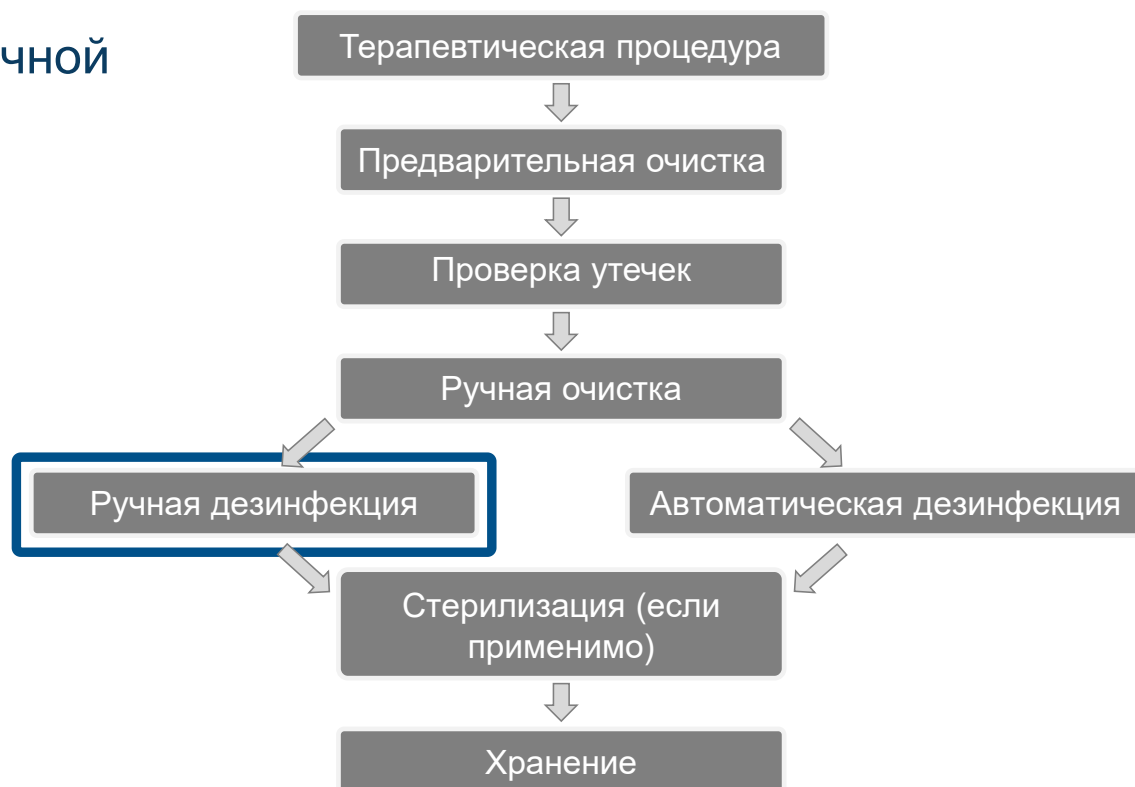 чной
Терапевтическая процедура
Предварительная очистка
Проверка утечек
Ручная очистка
Ручная дезинфекция
Автоматическая дезинфекция
Стерилизация (если
применимо)
Хранение